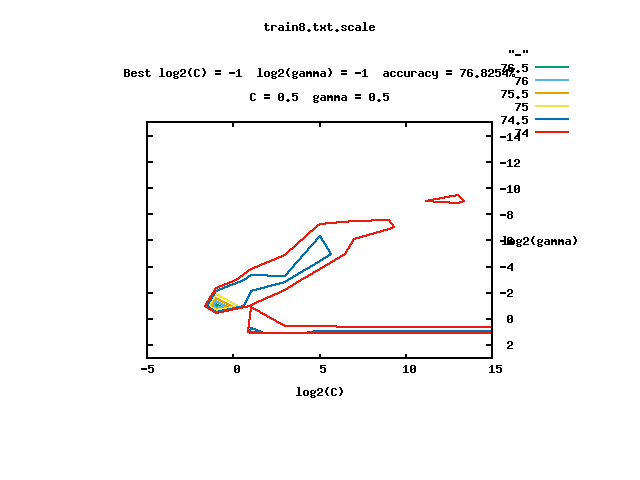 train8.txt.scale
"-"
Best log2(C) = -1  log2(gamma) = -1  accuracy = 76.8254%
76.5
76
C = 0.5  gamma = 0.5
75.5
75
74.5
74
-14
-12
-10
-8
-6
log2(gamma)
-4
-2
0
2
-5 0 5 10 15
log2(C)